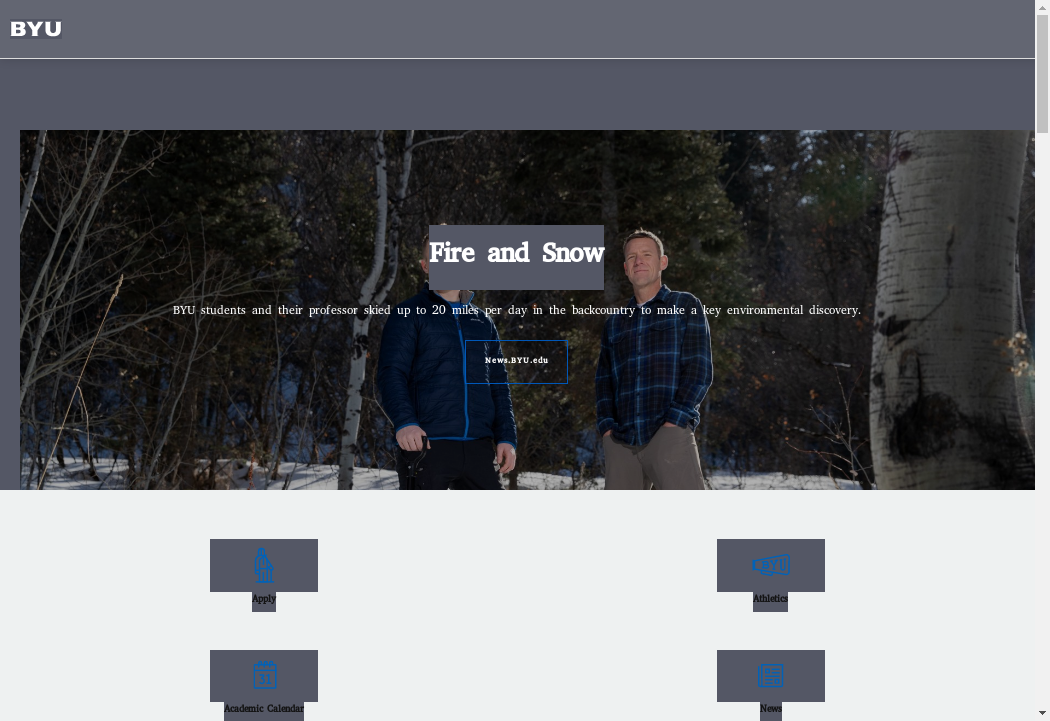 BYU
Fire and Snow
BYU students and their professor skied up to 20 miles per day in the backcountry to make a key environmental discovery.
News.BYU.edu
BYU
Apply
Athletics
31
Academic Calendar
News